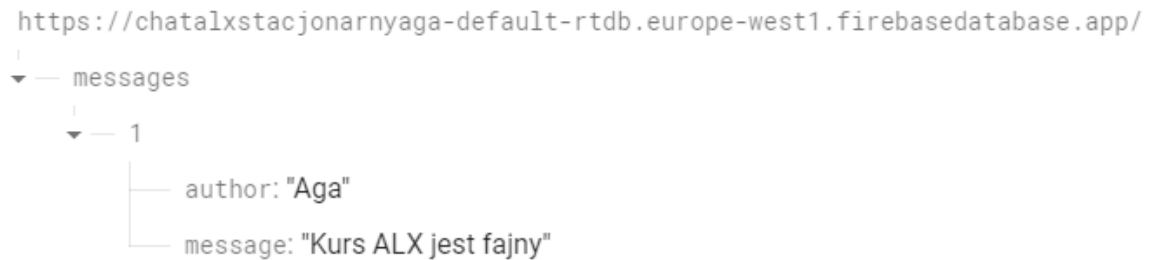 https://chatalxstacjonarnyaga-default-rtdb.europe-west1.firebasedatabase.app/
messages
1
author: "Aga"
message: "Kurs ALX jest fajny"